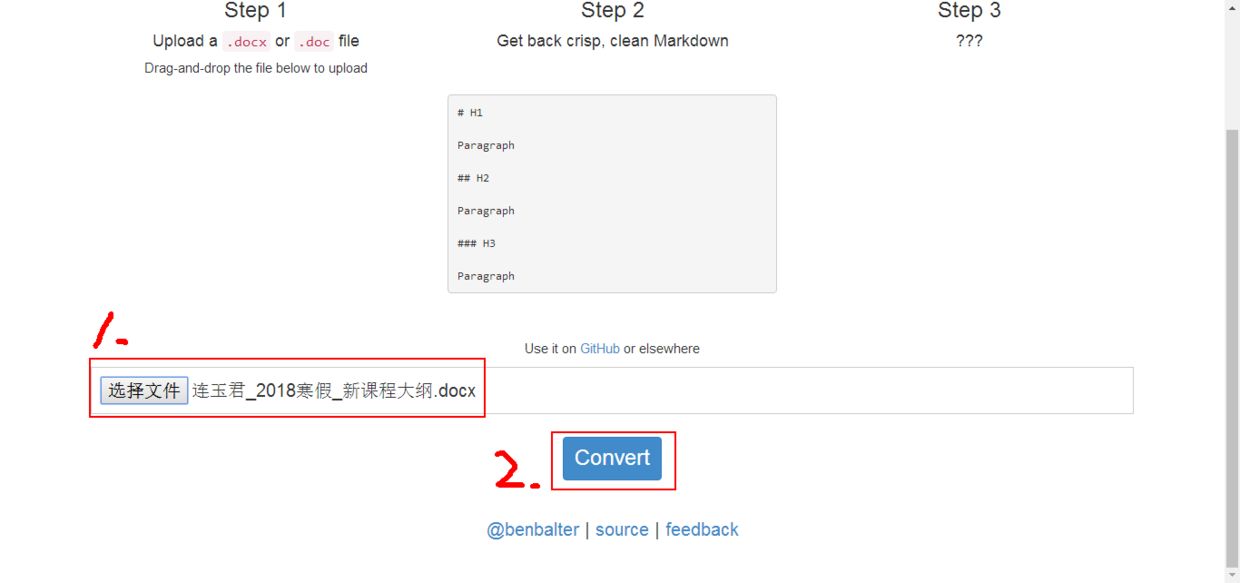 Step 1
Upload a .docx or .doc file
Drag-and-drop the file below to upload
Step 2
Get back crisp, clean Markdown
# H1
Paragraph
## H2
Paragraph
### H3
Paragraph
Use it on GitHub or elsewhere
Step 3
???
1.
选择文件 连玉君_2018寒假_新课程大纲.docx
2.
Convert
@benbalter | source | feedback